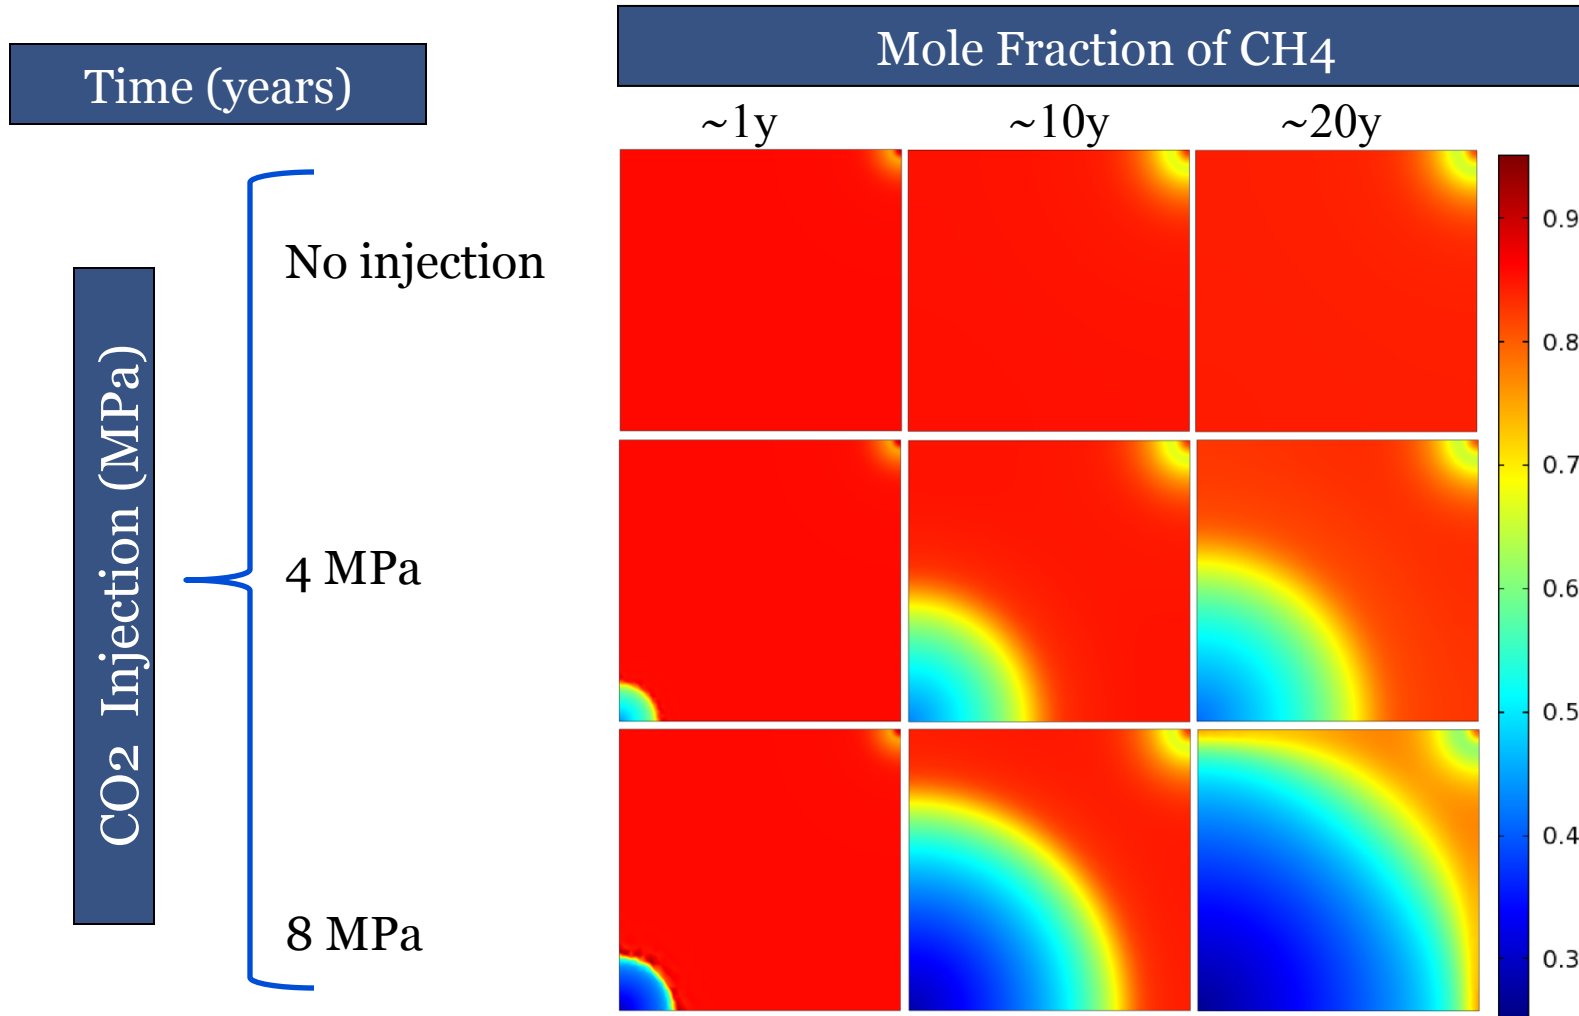 Mole Fraction of CH4
Time (years)
~1y
~10y
~20y
No injection
CO2 Injection (MPa)
4 MPa
8 MPa
0.9
0.8
0.7
0.6
0.5
0.4
0.3